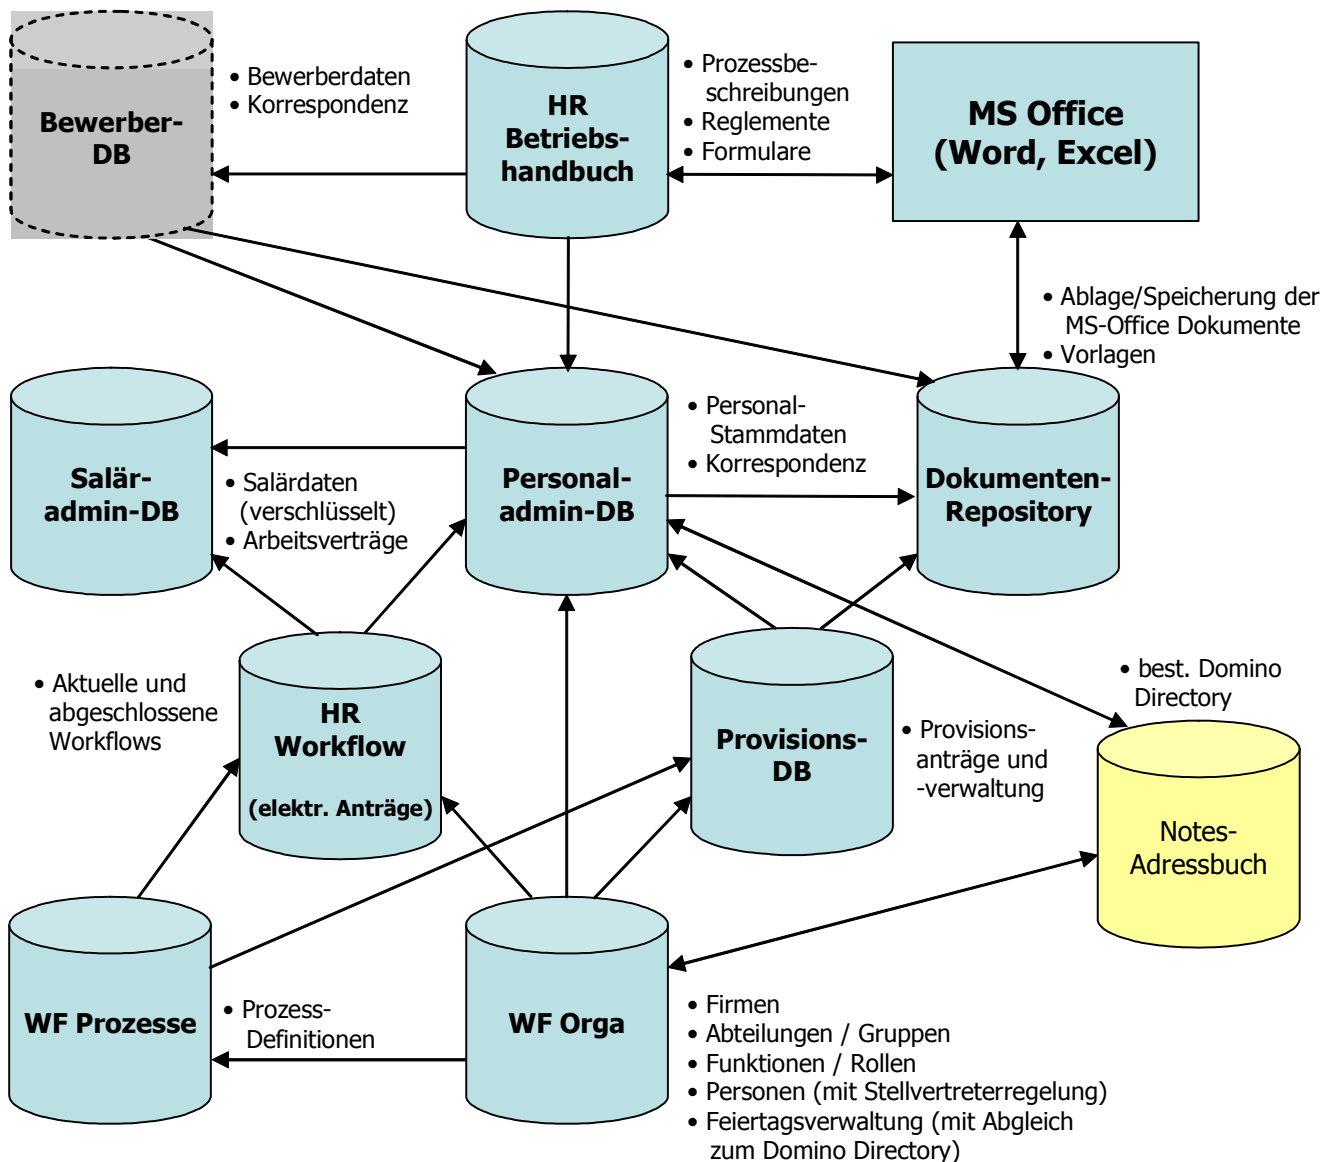 Bewerber-
DB
• Bewerberdaten
• Korrespondenz
HR
Betriebs-
handbuch
• Prozessbe-
schreibungen
• Reglemente
• Formulare
MS Office
(Word, Excel)
• Ablage/Speicherung der
MS-Office Dokumente
• Vorlagen
Salär-
admin-DB
• Salärdaten
(verschlüsselt)
• Arbeitsverträge
Personal-
admin-DB
• Personal-
Stammdaten
• Korrespondenz
Dokumenten-
Repository
• Aktuelle und
abgeschlossene
Workflows
HR
Workflow
(elektr. Anträge)
Provisions-
DB
• Provisions-
anträge und
-verwaltung
• best. Domino
Directory
Notes-
Adressbuch
WF Prozesse
• Prozess-
Definitionen
WF Orga
• Firmen
• Abteilungen / Gruppen
• Funktionen / Rollen
• Personen (mit Stellvertreterregelung)
• Feiertagsverwaltung (mit Abgleich
zum Domino Directory)